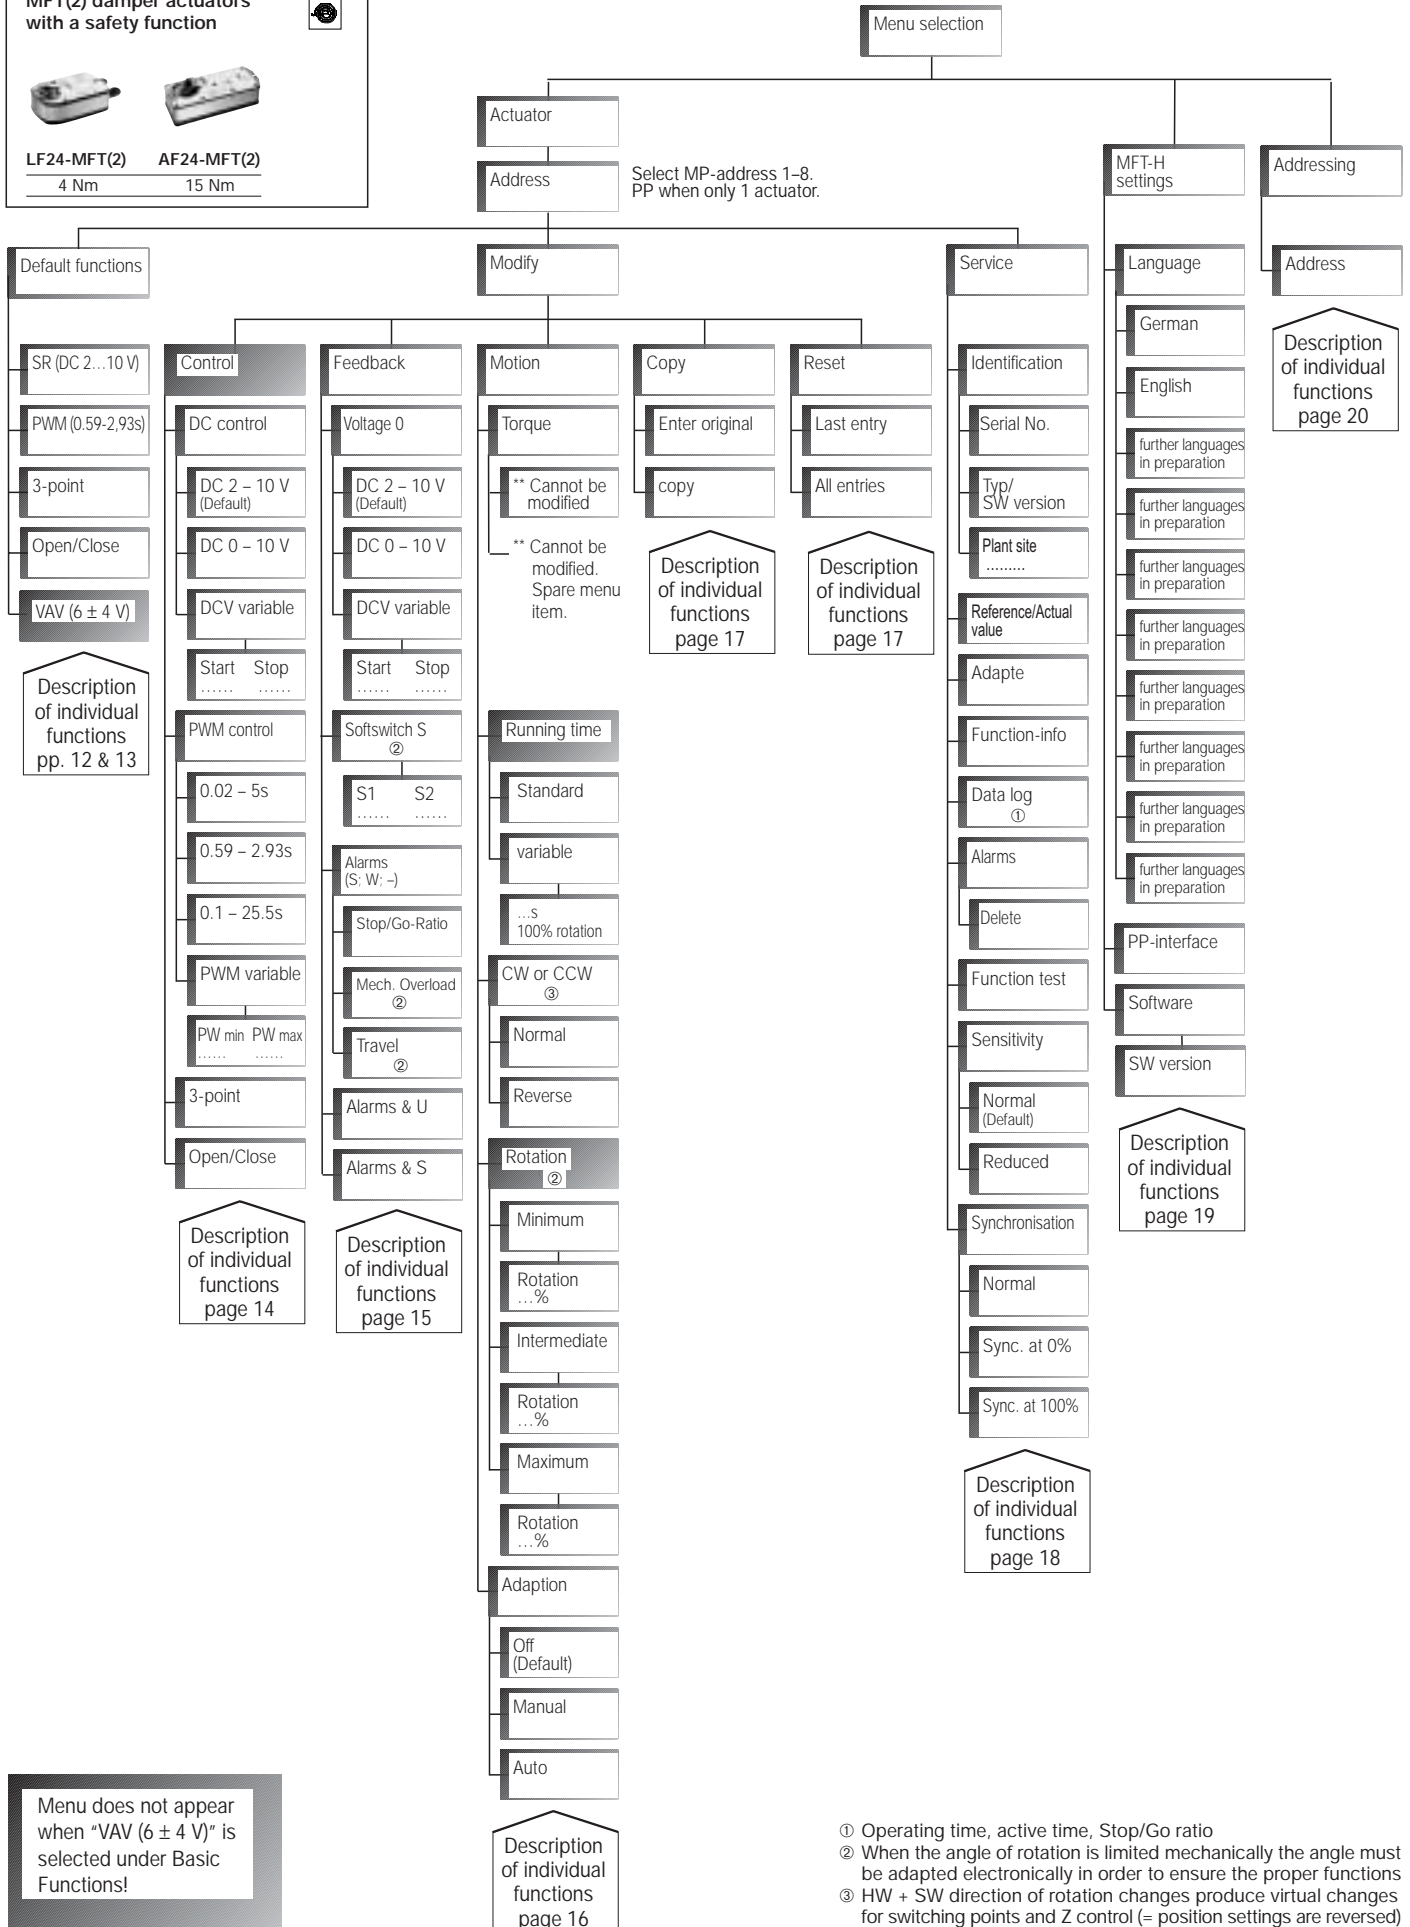 MFT(2) damper actuators
with a safety function
LF24-MFT(2) AF24-MFT(2)
4 Nm 15 Nm
Menu selection
Actuator
Address
Select MP-address 1–8.
PP when only 1 actuator.
MFT-H
settings
Addressing
Default functions
Modify
Service
Language
Address
SR (DC 2…10 V)
PWM (0.59-2,93s)
3-point
Open/Close
VAV (6 ± 4 V)
Description
of individual
functions
pp. 12 & 13
Control
DC control
DC 2 – 10 V
(Default)
DC 0 – 10 V
DCV variable
Start Stop
...... ......
PWM control
0.02 – 5s
0.59 – 2.93s
0.1 – 25.5s
PWM variable
PW min PW max
...... ......
3-point
Open/Close
Description
of individual
functions
page 14
Feedback
Voltage 0
DC 2 – 10 V
(Default)
DC 0 – 10 V
DCV variable
Start Stop
...... ......
Softswitch S
②
S1 S2
...... ......
Alarms
(S; W; –)
Stop/Go-Ratio
Mech. Overload
②
Travel
②
Alarms & U
Alarms & S
Description
of individual
functions
page 15
Motion
Torque
** Cannot be
modified
** Cannot be
modified.
Spare menu
item.
Running time
Standard
variable
...s
100% rotation
CW or CCW
③
Normal
Reverse
Rotation
②
Minimum
Rotation
...%
Intermediate
Rotation
...%
Maximum
Rotation
...%
Adaption
Off
(Default)
Manual
Auto
Description
of individual
functions
page 16
Copy
Enter original
copy
Description
of individual
functions
page 17
Reset
Last entry
All entries
Description
of individual
functions
page 17
Identification
Serial No.
Typ/
SW version
Plant site
.........
Reference/Actual
value
Adapte
Function-info
Data log
①
Alarms
Delete
Function test
Sensitivity
Normal
(Default)
Reduced
Synchronisation
Normal
Sync. at 0%
Sync. at 100%
Description
of individual
functions
page 18
German
English
further languages
in preparation
further languages
in preparation
further languages
in preparation
further languages
in preparation
further languages
in preparation
further languages
in preparation
further languages
in preparation
further languages
in preparation
PP-interface
Software
SW version
Description
of individual
functions
page 19
Description
of individual
functions
page 20
Menu does not appear
when "VAV (6 ± 4 V)" is
selected under Basic
Functions!
① Operating time, active time, Stop/Go ratio
② When the angle of rotation is limited mechanically the angle must
be adapted electronically in order to ensure the proper functions
③ HW + SW direction of rotation changes produce virtual changes
for switching points and Z control (= position settings are reversed)